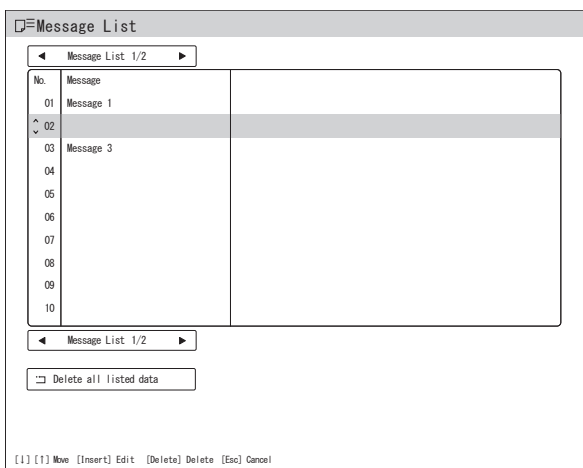 Message List
◀ Message List 1/2 ▶
No. Message
01 Message 1
02
03 Message 3
04
05
06
07
08
09
10
◀ Message List 1/2 ▶
Delete all listed data
[↓] [↑] Move [Insert] Edit [Delete] Delete [Esc] Cancel